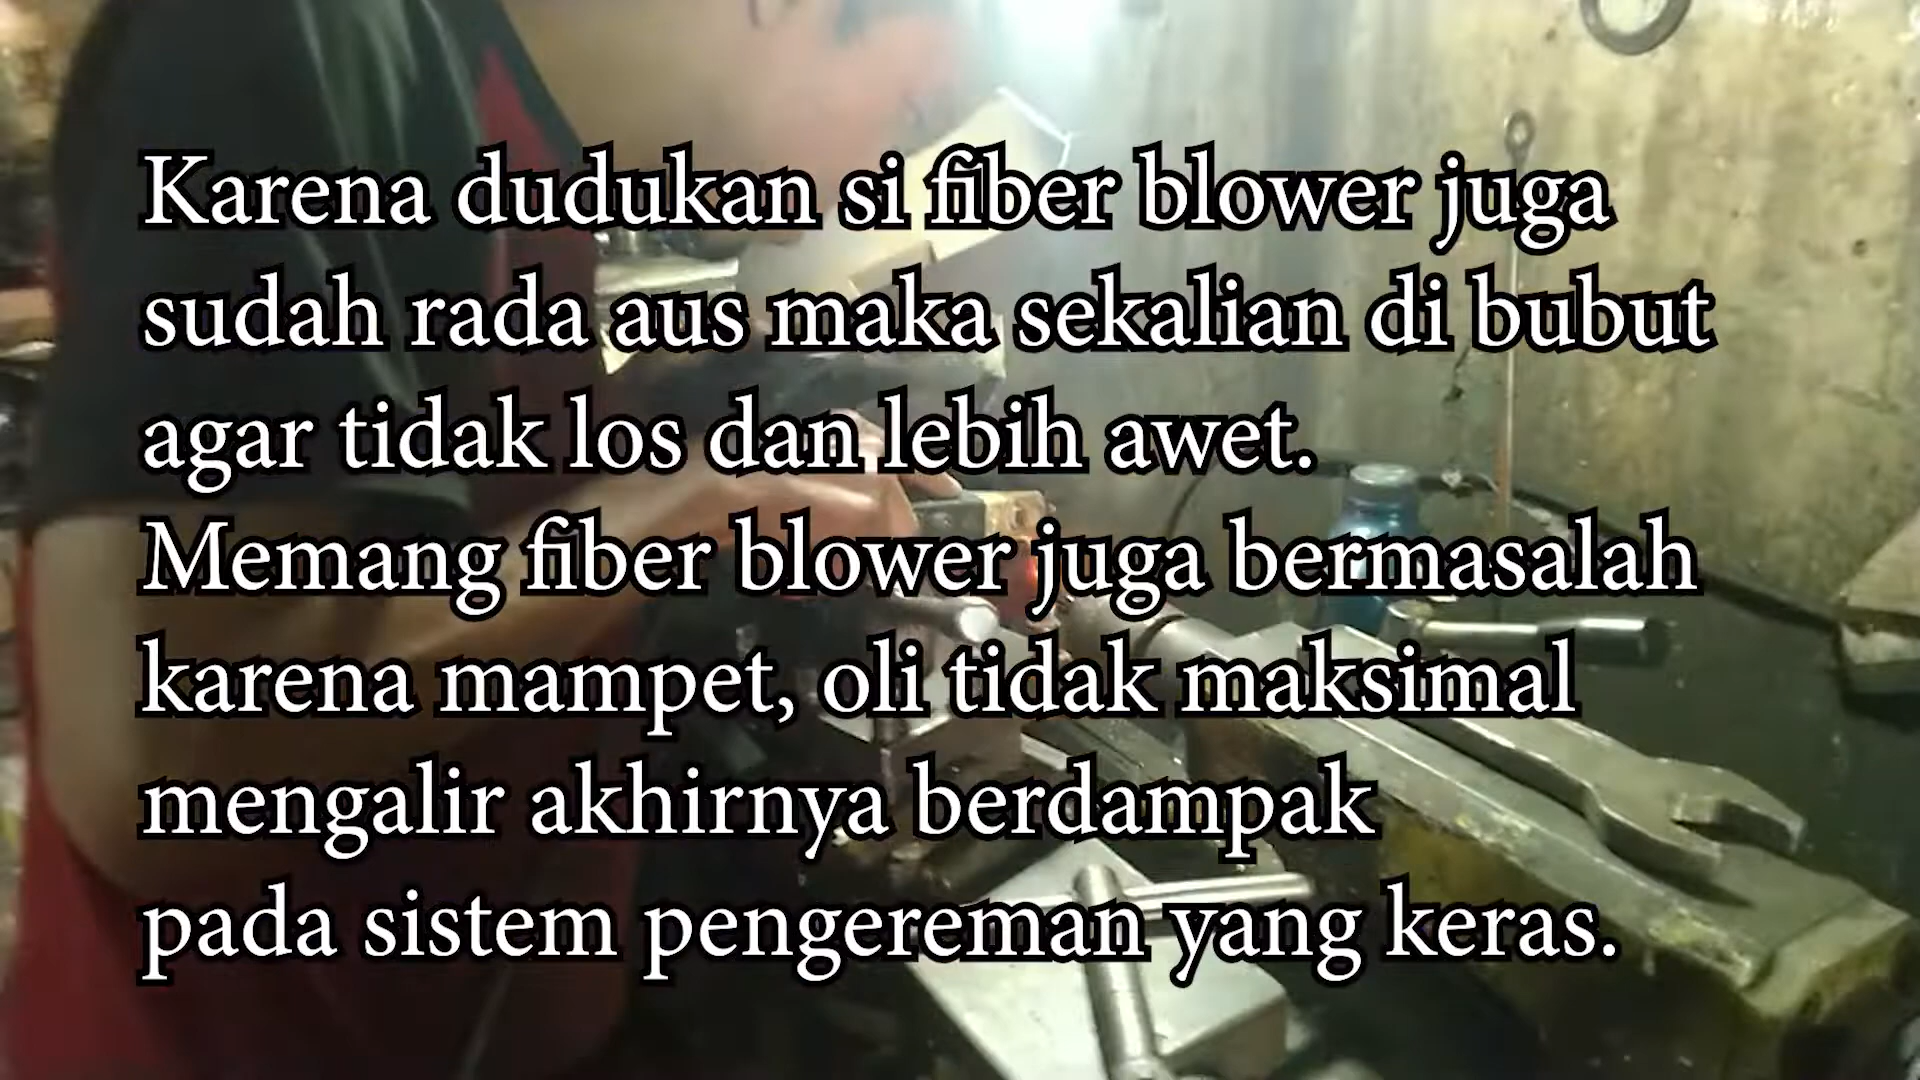 Karena dudukan si fiber blower juga
sudah rada aus maka sekalian di bubut
agar tidak los dan lebih awet.
Memang fiber blower juga bermasalah
karena mampet, oli tidak maksimal
mengalir akhirnya berdampak
pada sistem pengereman yang keras.